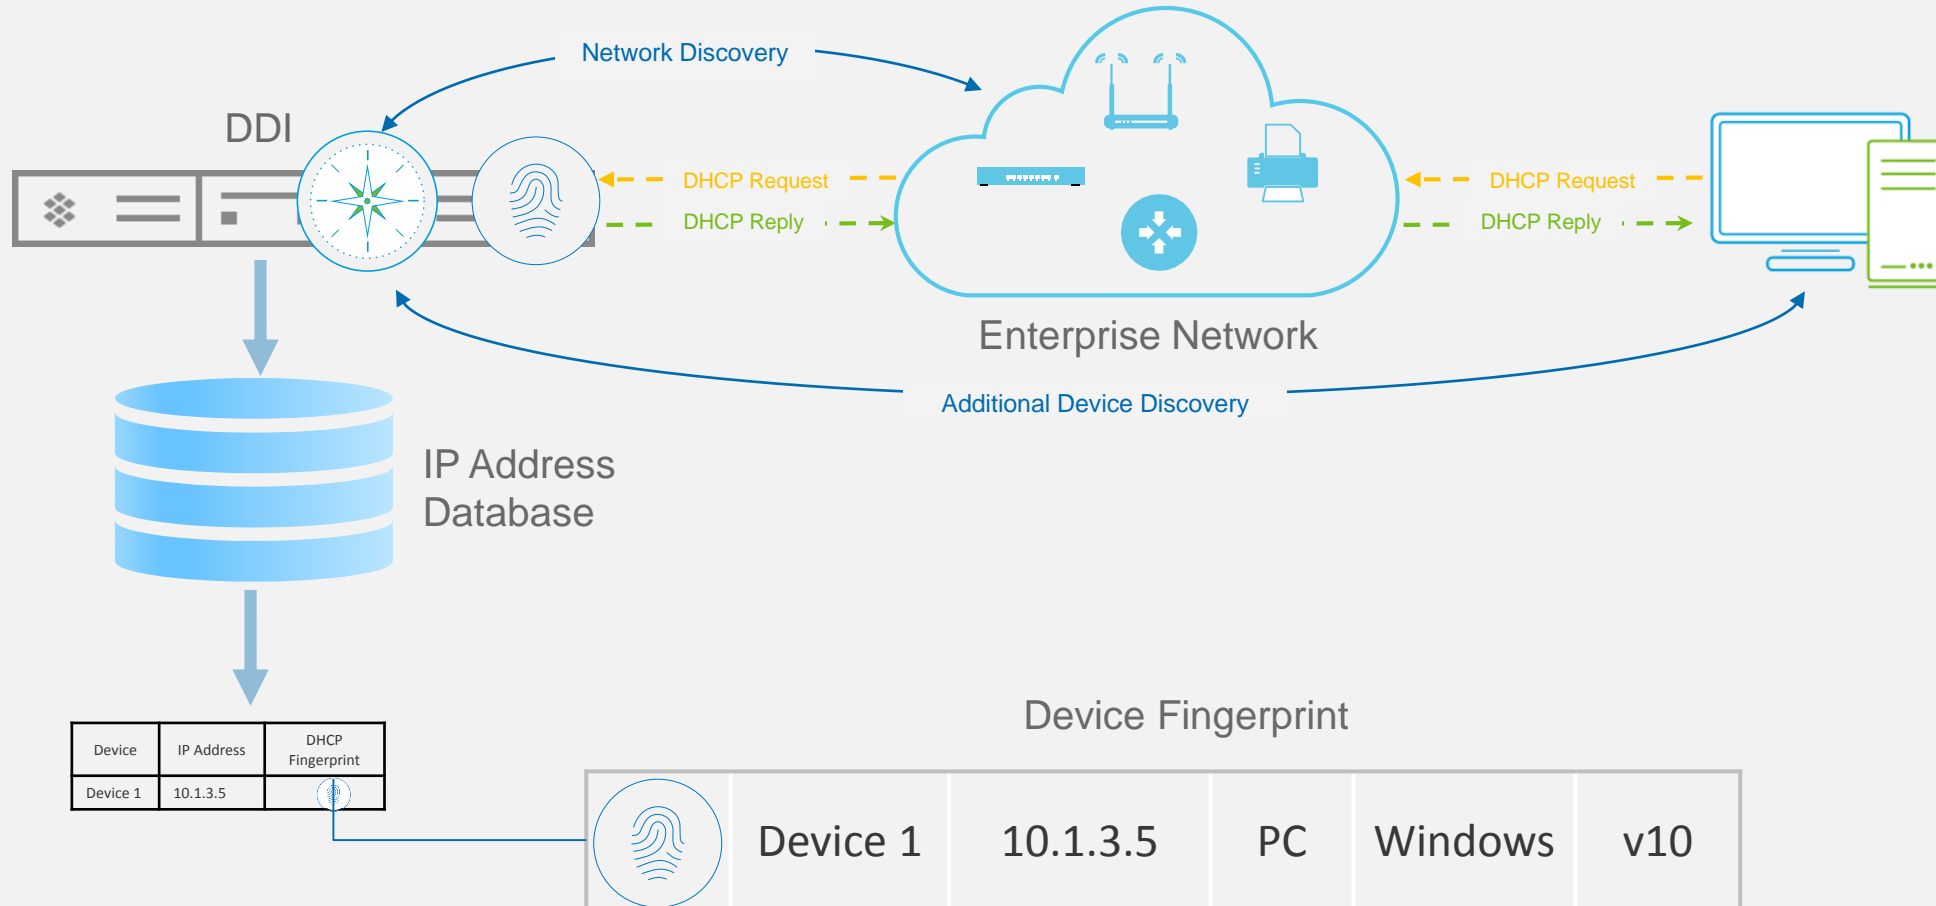 Network Discovery
DDI
DHCP Request
DHCP Request
DHCP Reply
DHCP Reply
Enterprise Network
Additional Device Discovery
IP Address
Database
Device Fingerprint
Device IP Address DHCP
Fingerprint
Device 1 10.1.3.5
Device 1 10.1.3.5 PC Windows v10